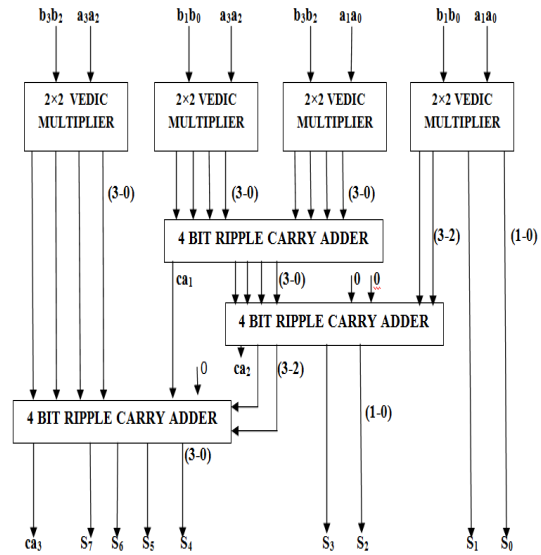 b₃b₂ a₃a₂ b₁b₀ a₃a₂ b₃b₂ a₁a₀ b₁b₀ a₁a₀
2×2 VEDIC MULTIPLIER
2×2 VEDIC MULTIPLIER
2×2 VEDIC MULTIPLIER
2×2 VEDIC MULTIPLIER
(3-0) (3-0) (3-0)
4 BIT RIPPLE CARRY ADDER
(3-2) (1-0)
ca₁ (3-0) 0 0
4 BIT RIPPLE CARRY ADDER
ca₂ (3-2)
0
(1-0)
4 BIT RIPPLE CARRY ADDER
(3-0)
ca₃ S₇ S₆ S₅ S₄ S₃ S₂ S₁ S₀